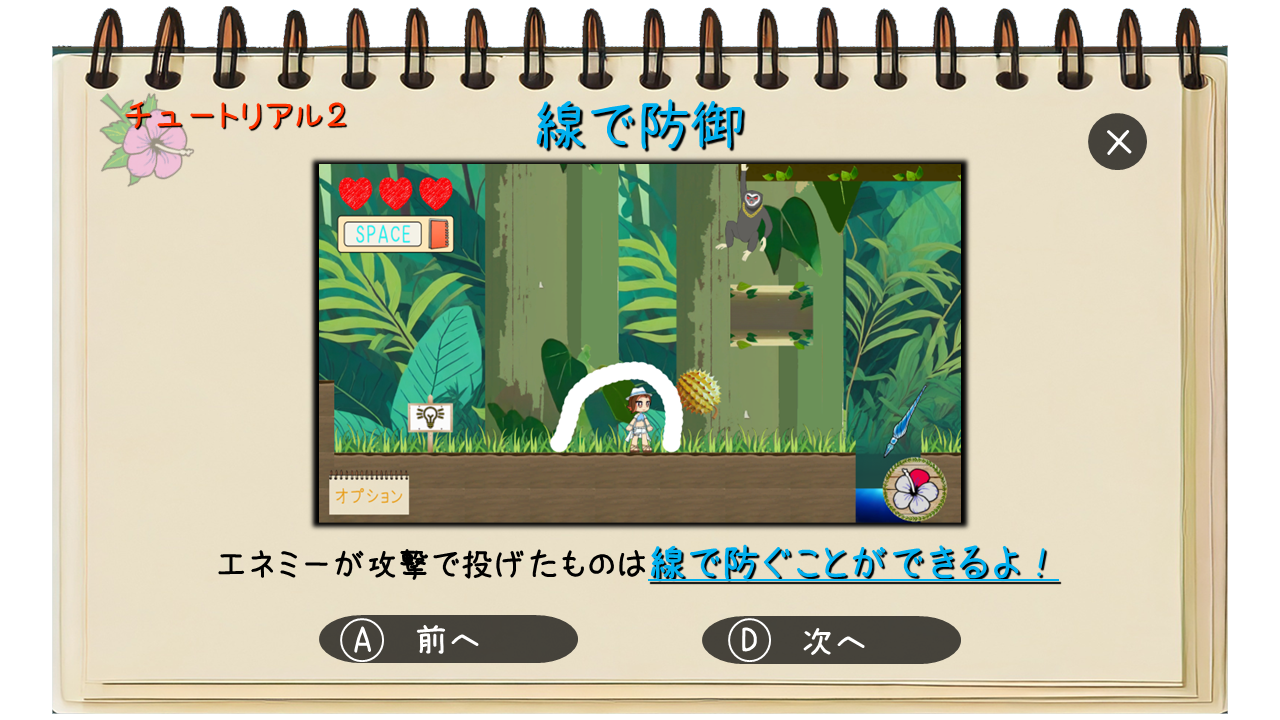 チュートリアル2
線で防御
SPACE
オプション
エネミーが攻撃で投げたものは線で防ぐことができるよ！
A 前へ
D 次へ